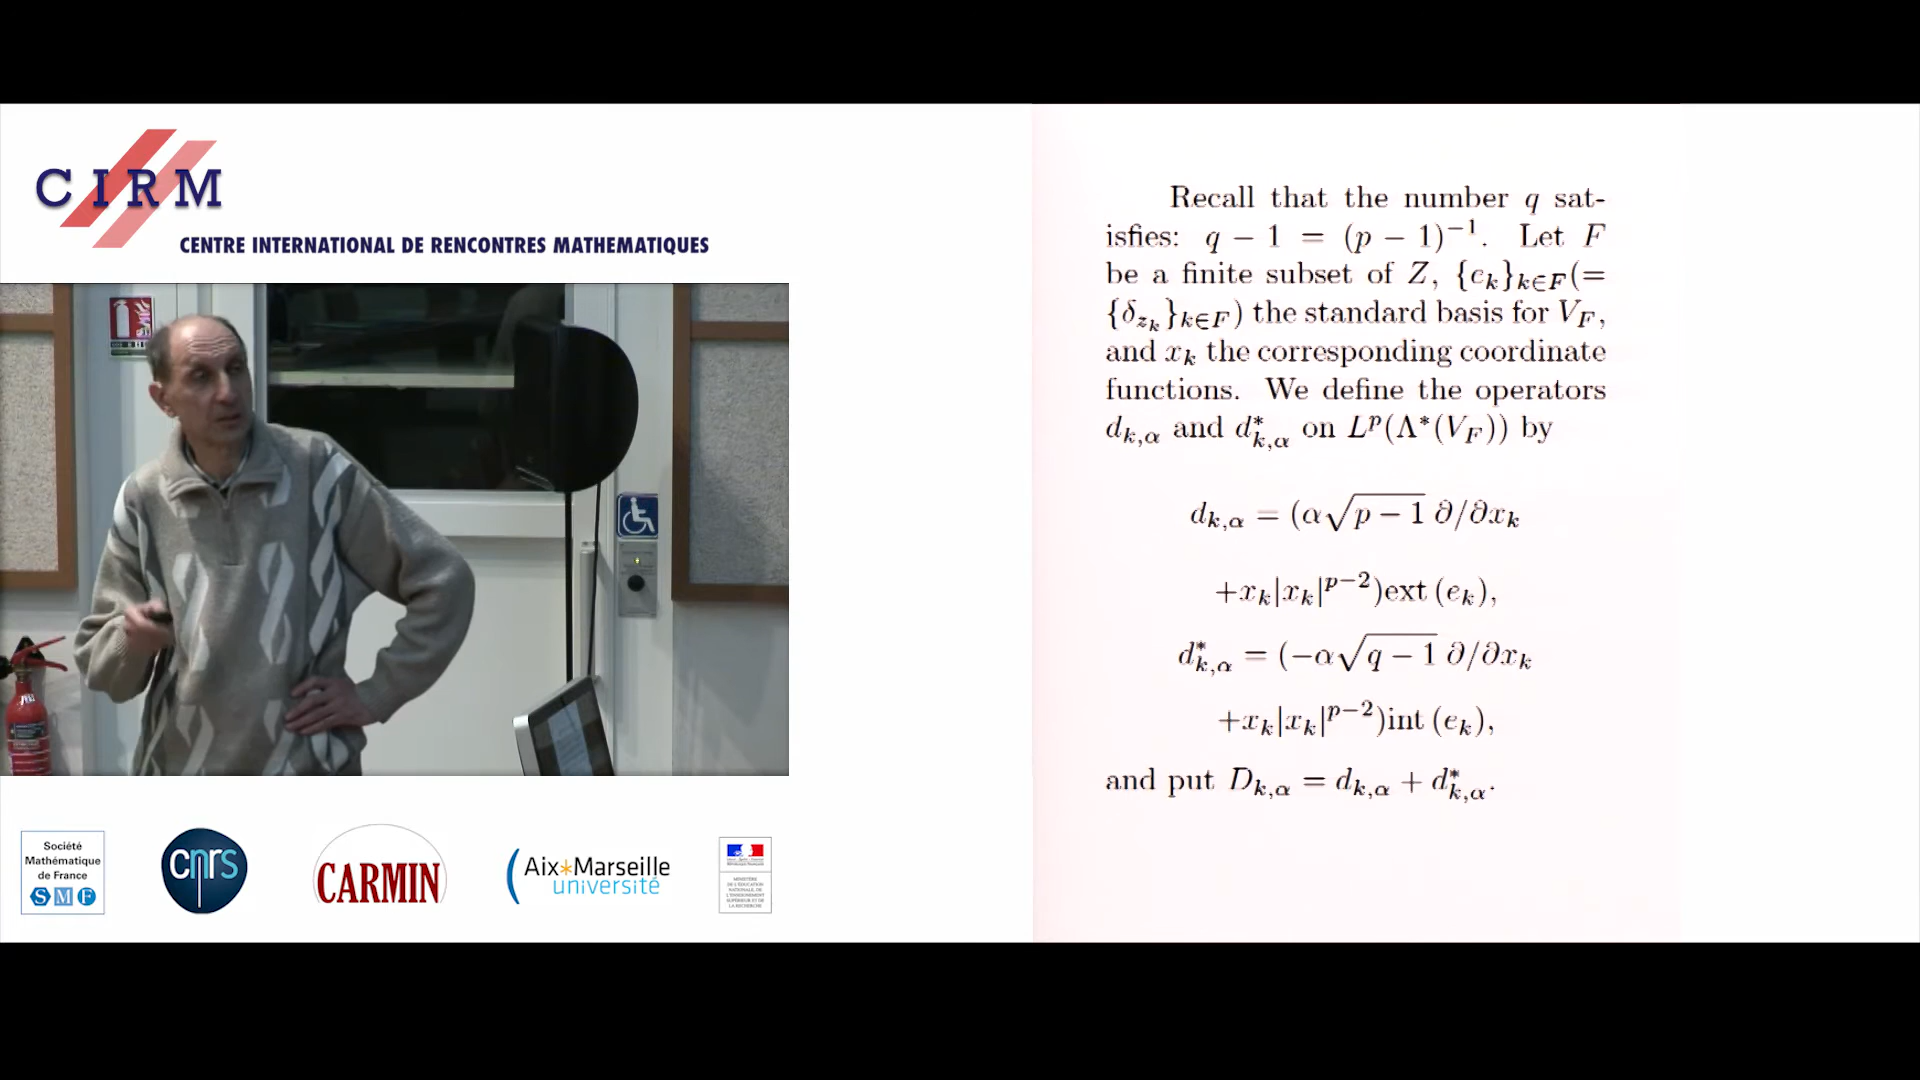 CIRM
CENTRE INTERNATIONAL DE RENCONTRES MATHEMATIQUES
Recall that the number q sat-
isfies: q − 1 = (p − 1)⁻¹. Let F
be a finite subset of Z, {e_k}_{k∈F}(=
{δ_{z_k}}_{k∈F}) the standard basis for V_F,
and x_k the corresponding coordinate
functions. We define the operators
d_{k,α} and d*_{k,α} on L^p(Λ*(V_F)) by
d_{k,α} = (α√(p − 1) ∂/∂x_k
+x_k|x_k|^{p−2})ext (e_k),
d*_{k,α} = (−α√(q − 1) ∂/∂x_k
+x_k|x_k|^{p−2})int (e_k),
and put D_{k,α} = d_{k,α} + d*_{k,α}.
Société
Mathématique
de France
SMF
cnrs
CARMIN
Aix*Marseille
université